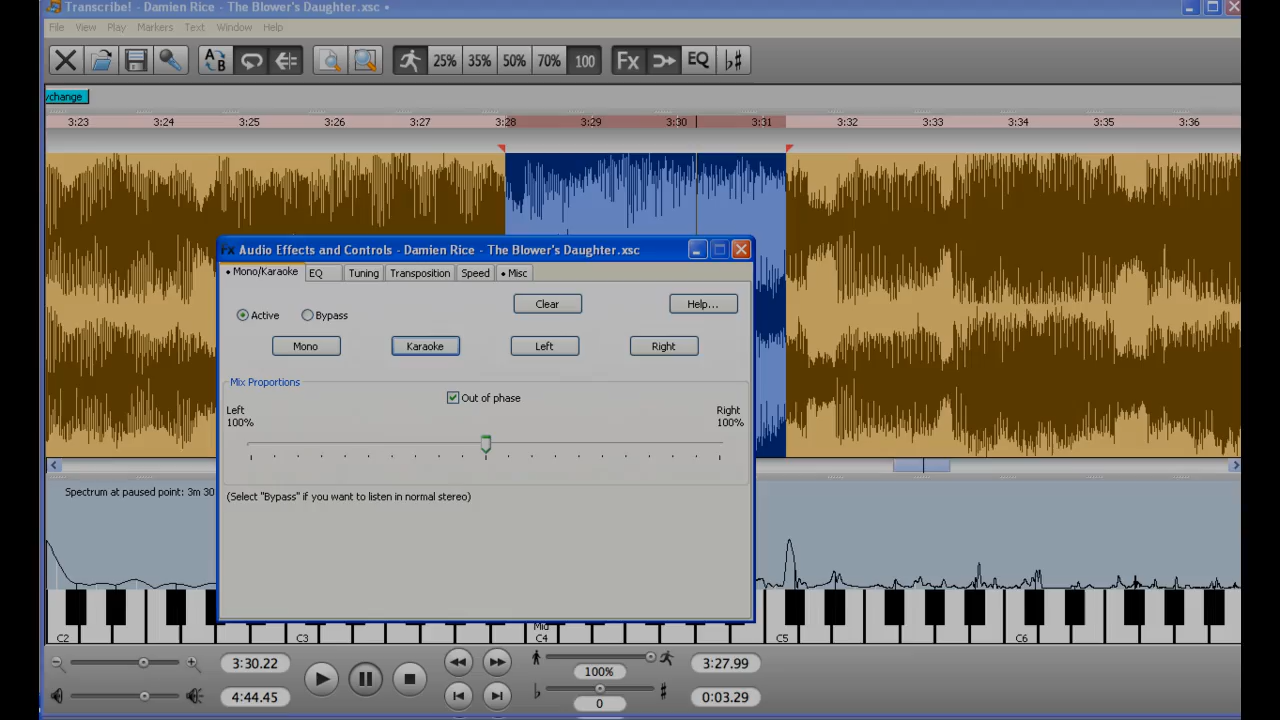 Transcribe! - Damien Rice - The Blower's Daughter.xsc •
File View Play Markers Text Window Help
A B 25% 35% 50% 70% 100 Fx EQ ♭♯
ychange
3:23 3:24 3:25 3:26 3:27 3:28 3:29 3:30 3:31 3:32 3:33 3:34 3:35 3:36
Fx Audio Effects and Controls - Damien Rice - The Blower's Daughter.xsc
• Mono/Karaoke EQ Tuning Transposition Speed • Misc
Clear Help...
Active Bypass
Mono Karaoke Left Right
Mix Proportions
Out of phase
Left Right
100% 100%
Spectrum at paused point: 3m 30
(Select "Bypass" if you want to listen in normal stereo)
Mid
C2 C3 C4 C5 C6
3:30.22 100% 3:27.99
4:44.45 ♭ 0 ♯ 0:03.29